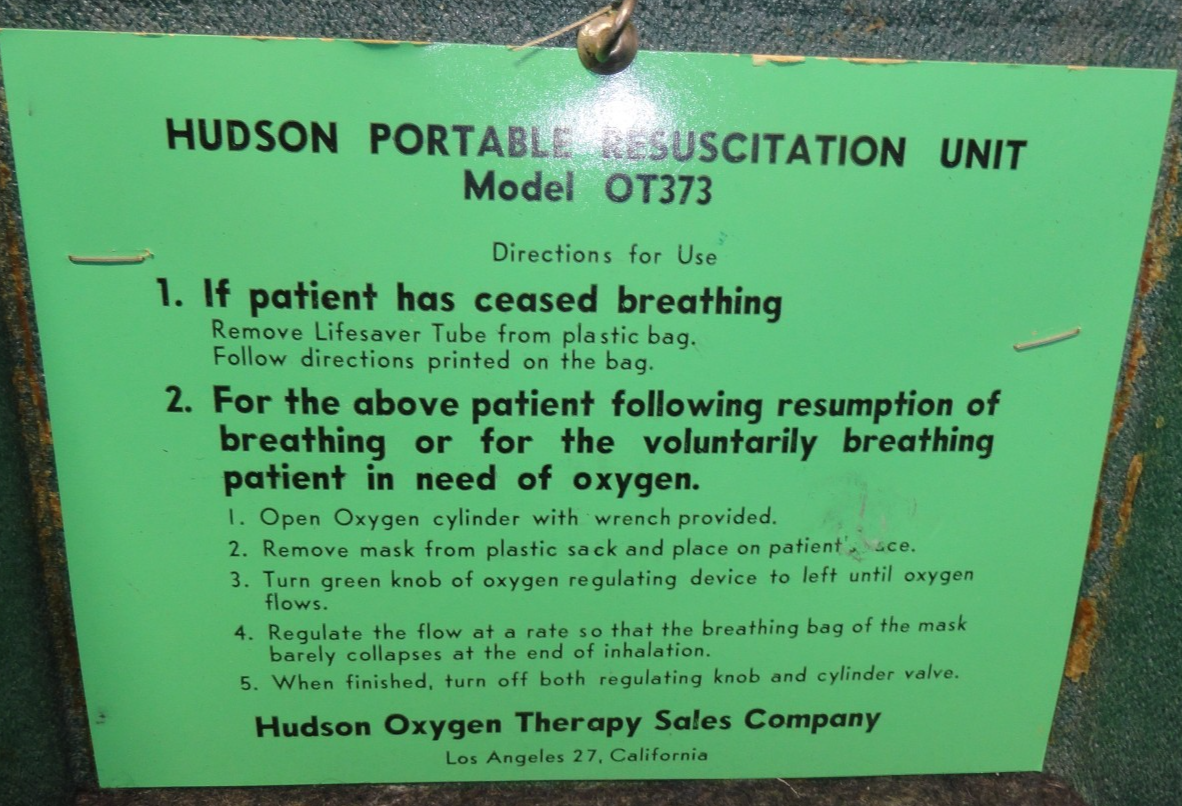 HUDSON PORTABLE RESUSCITATION UNIT
Model OT373
Directions for Use
1. If patient has ceased breathing
Remove Lifesaver Tube from plastic bag.
Follow directions printed on the bag.
2. For the above patient following resumption of
breathing or for the voluntarily breathing
patient in need of oxygen.
1. Open Oxygen cylinder with wrench provided.
2. Remove mask from plastic sack and place on patient's
3. Turn green knob of oxygen regulating device to left until oxygen
flows.
4. Regulate the flow at a rate so that the breathing bag of the mask
barely collapses at the end of inhalation.
5. When finished, turn off both regulating knob and cylinder valve.
Hudson Oxygen Therapy Sales Company
Los Angeles 27, California